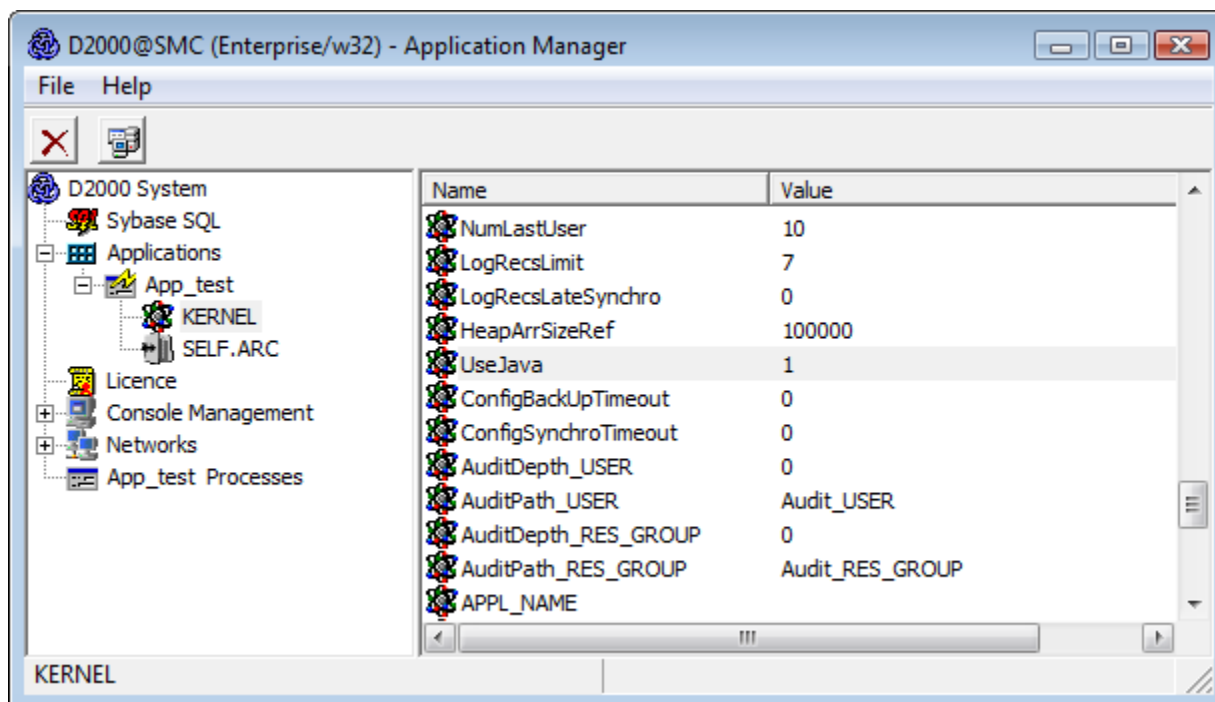 D2000@SMC (Enterprise/w32) - Application Manager
File Help
D2000 System
Sybase SQL
Applications
App_test
KERNEL
SELF.ARC
Licence
Console Management
Networks
App_test Processes
Name Value
NumLastUser 10
LogRecsLimit 7
LogRecsLateSynchro 0
HeapArrSizeRef 100000
UseJava 1
ConfigBackUpTimeout 0
ConfigSynchroTimeout 0
AuditDepth_USER 0
AuditPath_USER Audit_USER
AuditDepth_RES_GROUP 0
AuditPath_RES_GROUP Audit_RES_GROUP
APPL_NAME
KERNEL